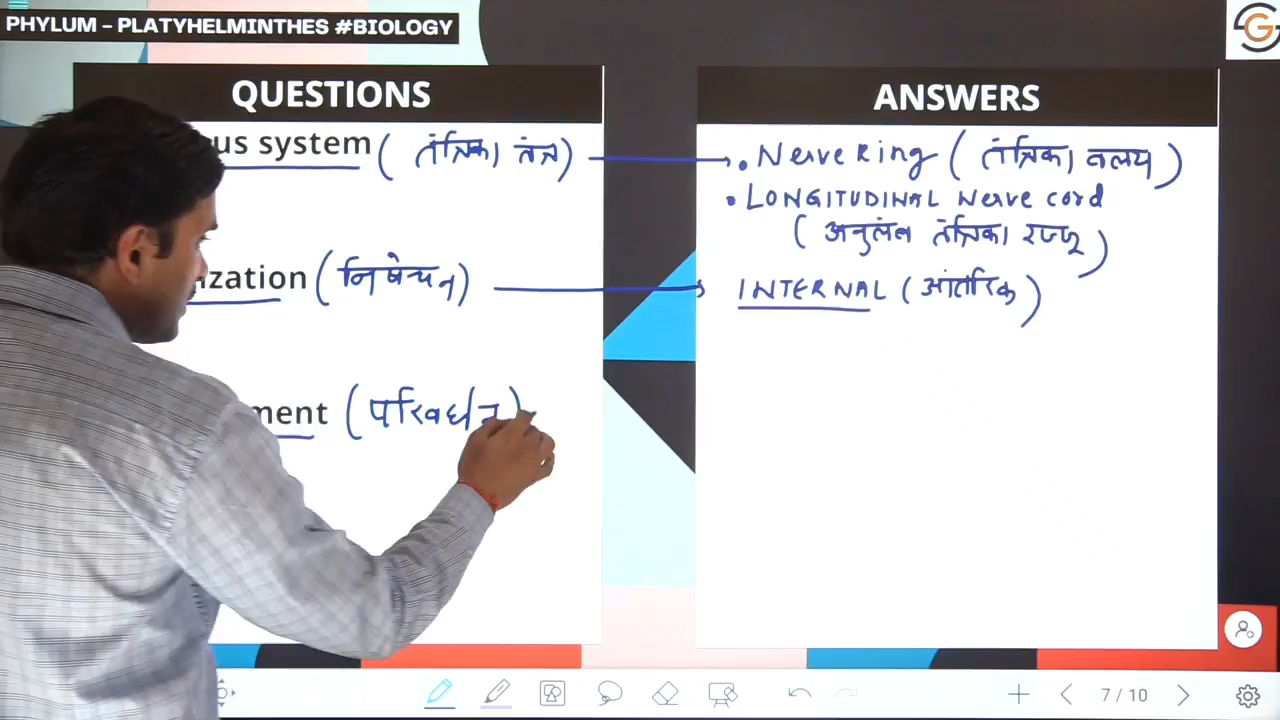 PHYLUM – PLATYHELMINTHES #BIOLOGY
QUESTIONS
us system (तंत्रिका तंत्र)
ization (निषेचन)
ment (परिवर्धन)
ANSWERS
• Nerve Ring (तंत्रिका वलय)
• LONGITUDINAL Nerve cord
(अनुलंब तंत्रिका रज्जू)
INTERNAL (आंतरिक)
7 / 10